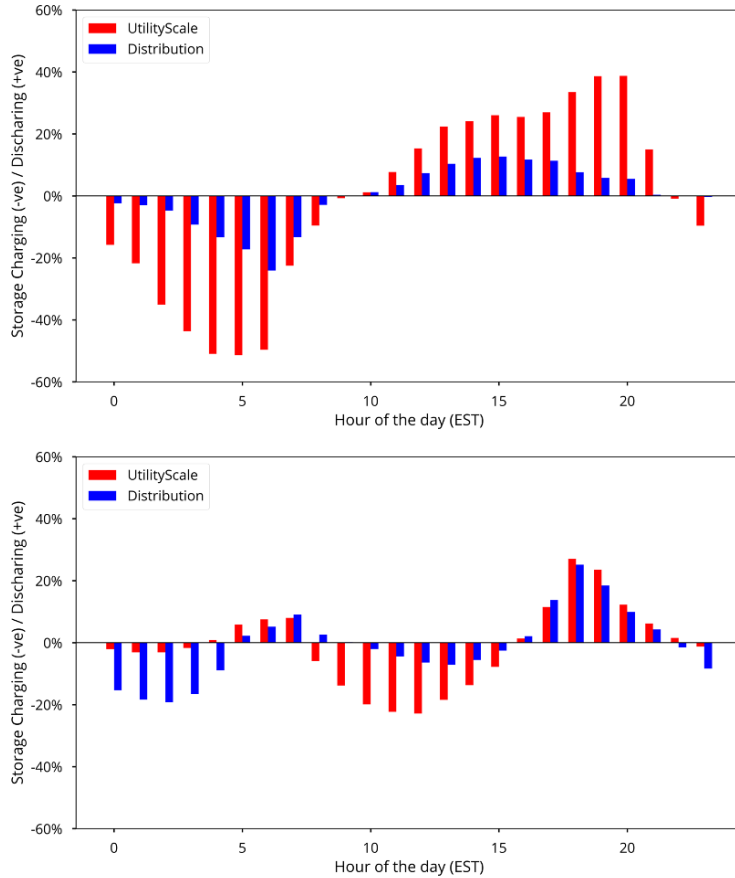 60%
40%
20%
0%
-20%
-40%
-60%
Storage Charging (-ve) / Discharing (+ve)
UtilityScale
Distribution
0 5 10 15 20
Hour of the day (EST)
60%
40%
20%
0%
-20%
-40%
-60%
Storage Charging (-ve) / Discharing (+ve)
UtilityScale
Distribution
0 5 10 15 20
Hour of the day (EST)